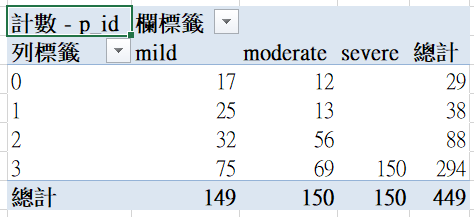 計數 - p_id 欄標籤
列標籤 mild moderate severe 總計
0 17 12 29
1 25 13 38
2 32 56 88
3 75 69 150 294
總計 149 150 150 449